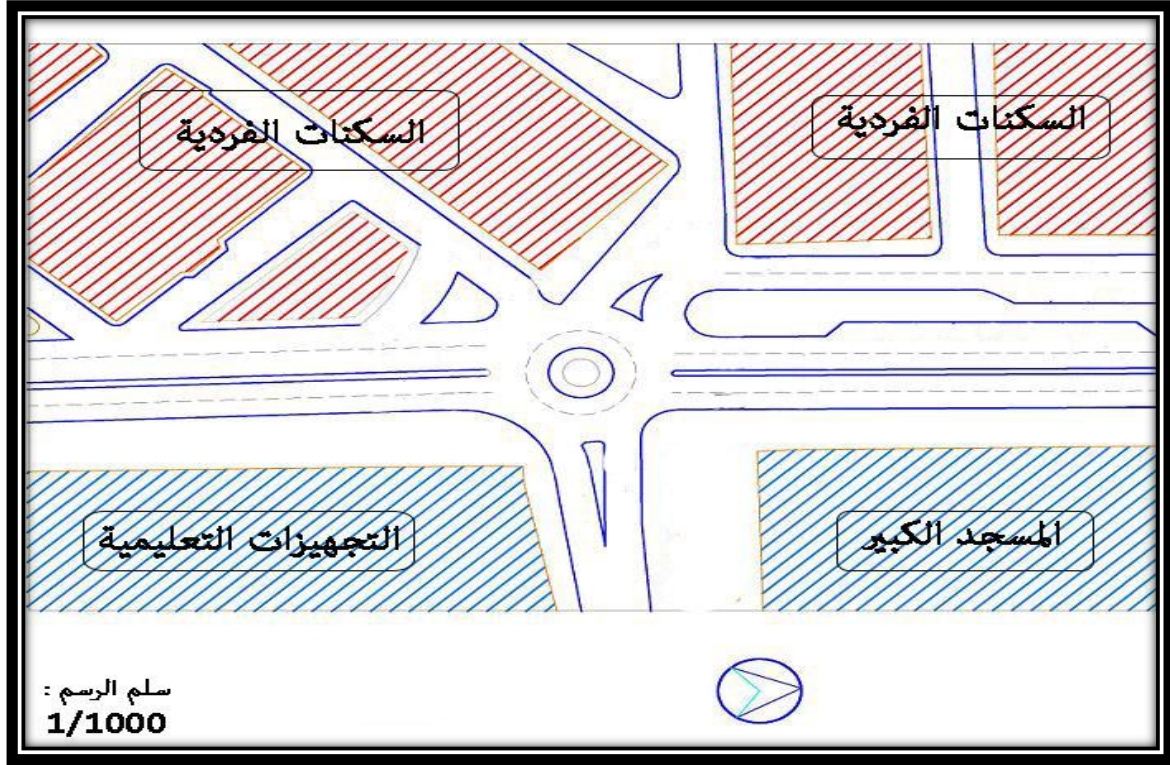 السكنات الفردية
السكنات الفردية
المسجد الكبير
التجهيزات التعليمية
سلم الرسم :
1/1000